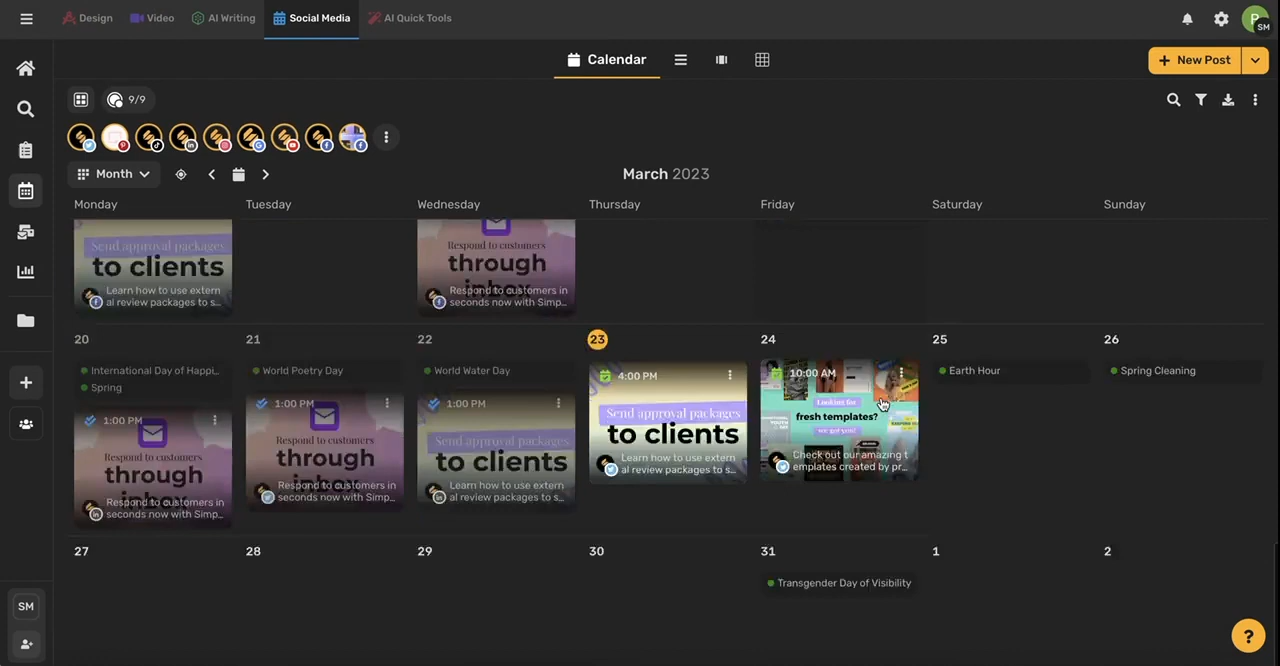 Design
Video
AI Writing
Social Media
AI Quick Tools
P
SM
Calendar
+ New Post
9/9
Month
March 2023
Monday
Tuesday
Wednesday
Thursday
Friday
Saturday
Sunday
Send approval packages
to clients
Learn how to use extern
al review packages to s...
Respond to customers
through
inbox
Respond to customers in
seconds now with Simp...
20
21
22
23
24
25
26
International Day of Happi...
Spring
World Poetry Day
World Water Day
Earth Hour
Spring Cleaning
1:00 PM
Respond to customers
through
inbox
Respond to customers in
seconds now with Simp...
1:00 PM
Respond to customers
through
inbox
Respond to customers in
seconds now with Simp...
1:00 PM
Send approval packages
to clients
Learn how to use extern
al review packages to s...
4:00 PM
Send approval packages
to clients
Learn how to use extern
al review packages to s...
10:00 AM
Looking for
fresh templates?
we got you!
Check out our amazing t
emplates created by pr...
27
28
29
30
31
1
2
Transgender Day of Visibility
SM
?